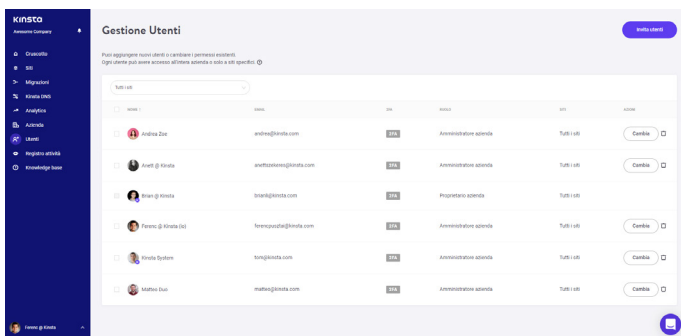 KINSTA
Awesome Company
Gestione Utenti
Invita utenti
Puoi aggiungere nuovi utenti o cambiare i permessi esistenti.
Ogni utente può avere accesso all'intera azienda o solo a siti specifici.
Cruscotto
Siti
Migrazioni
Kinsta DNS
Analytics
Azienda
Utenti
Registro attività
Knowledge base
Tutti i siti
NOME EMAIL 2FA RUOLO SITI AZIONI
Andrea Zoe andrea@kinsta.com 2FA Amministratore azienda Tutti i siti Cambia
Anett @ Kinsta anettszekeres@kinsta.com 2FA Amministratore azienda Tutti i siti Cambia
Brian @ Kinsta brianli@kinsta.com 2FA Proprietario azienda Tutti i siti
Ferenc @ Kinsta (io) ferencpusztai@kinsta.com 2FA Amministratore azienda Tutti i siti Cambia
Kinsta System tom@kinsta.com 2FA Amministratore azienda Tutti i siti Cambia
Matteo Duo matteo@kinsta.com 2FA Amministratore azienda Tutti i siti Cambia
Ferenc @ Kinsta